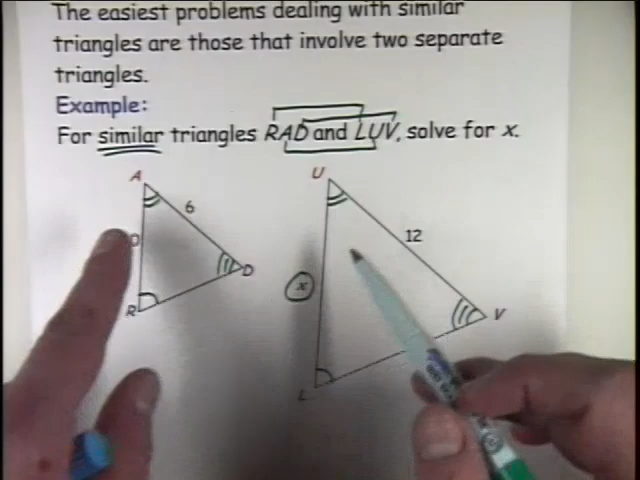 The easiest problems dealing with similar
triangles are those that involve two separate
triangles.
Example:
For similar triangles RAD and LUV, solve for x.
A
U
6
12
D
x
R
V
L